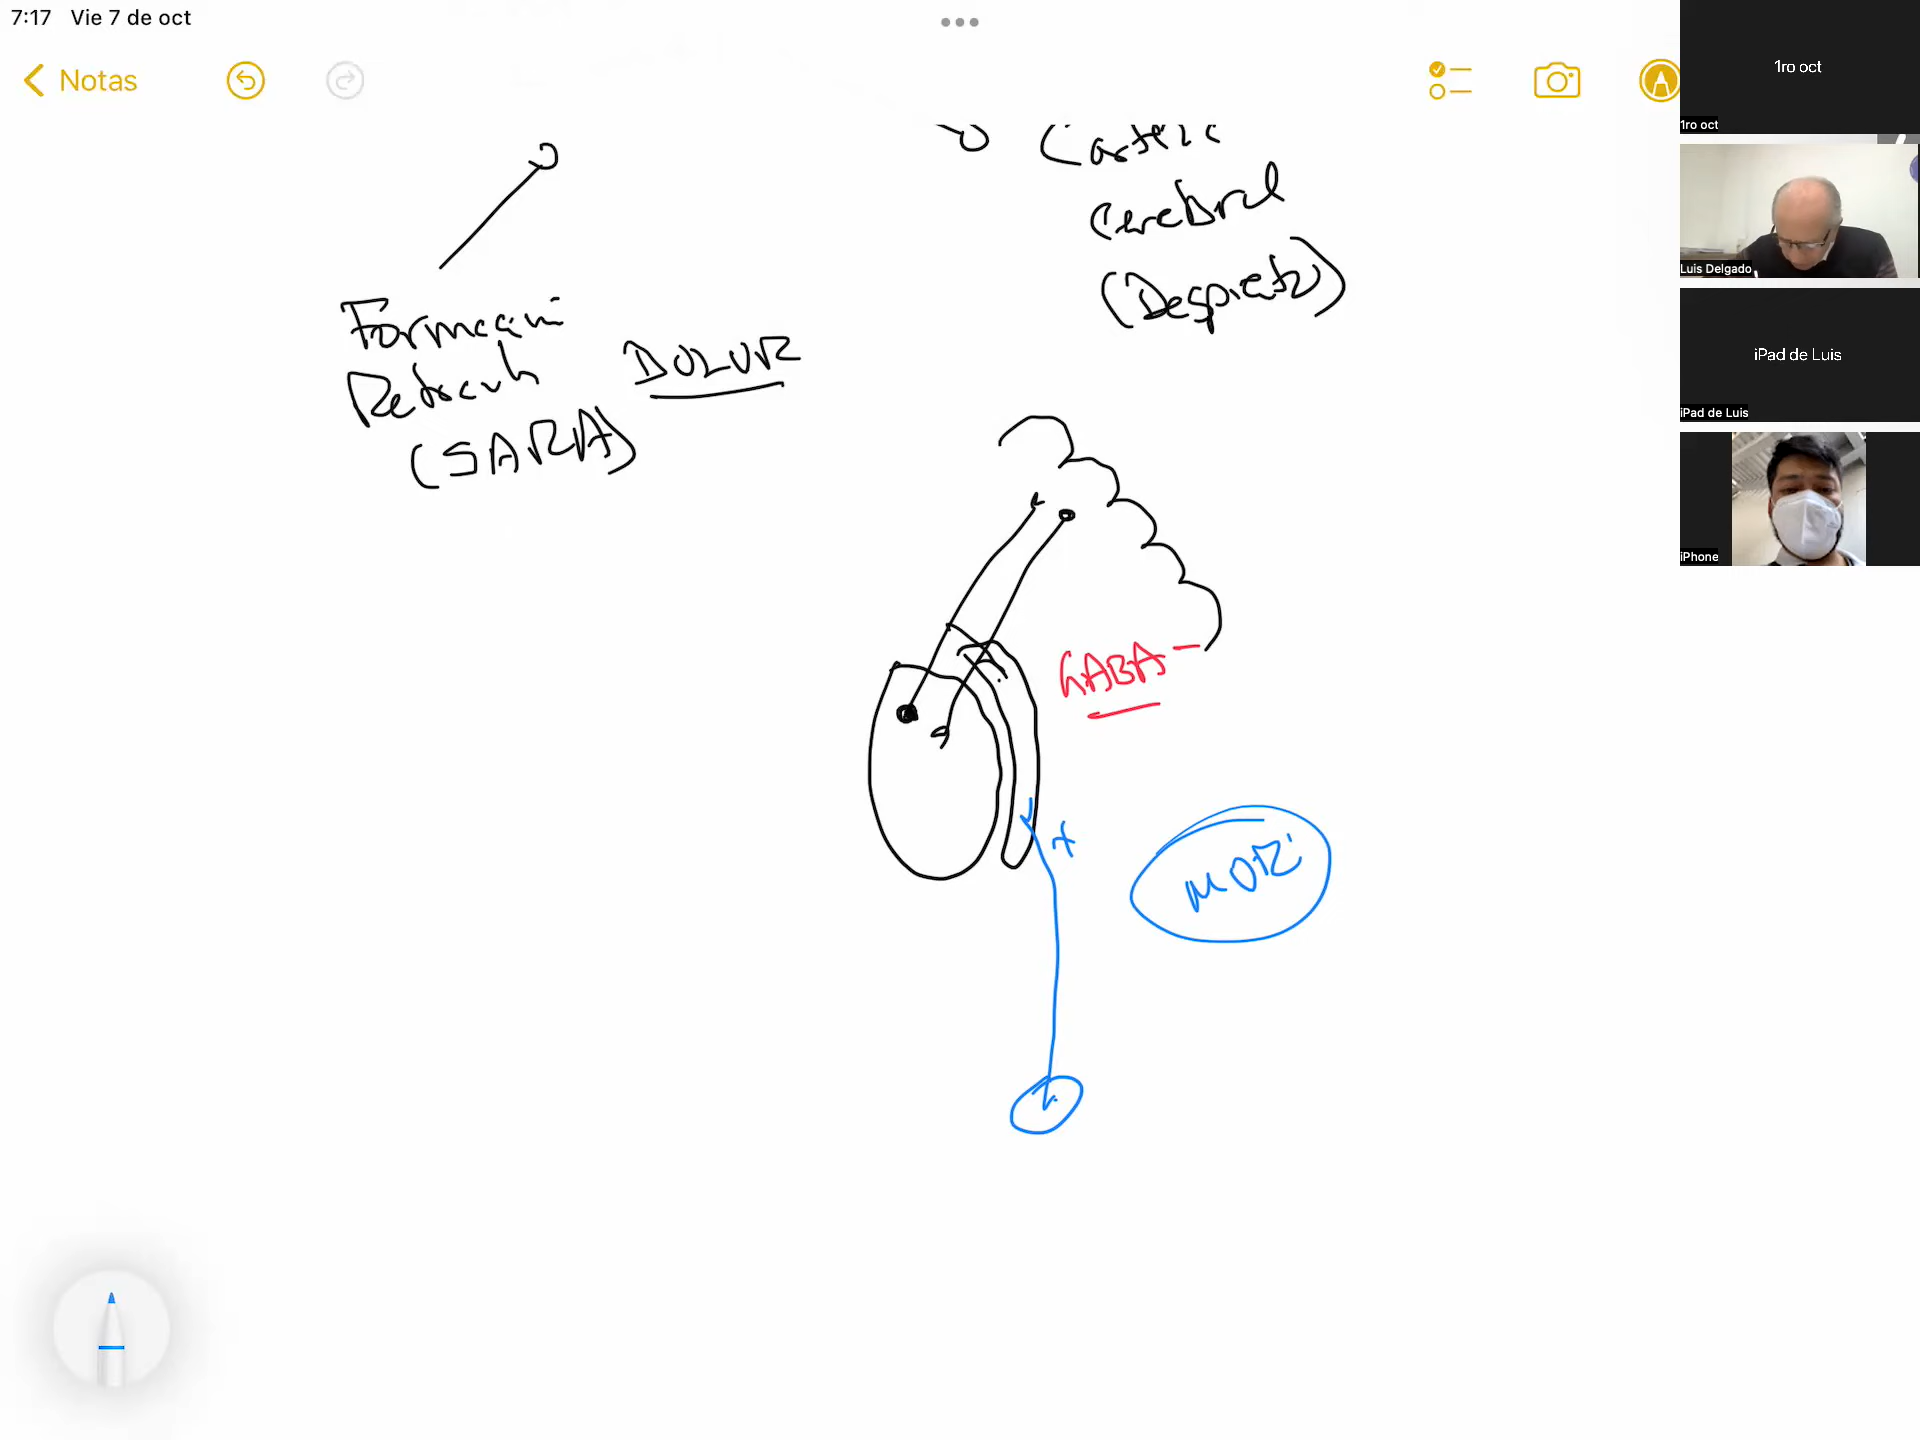 7:17 Vie 7 de oct
Notas
Corteza
Cerebral
(Despierto)
Formación
Reticular
(SARA)
DOLOR
GABA -
+
MOR
1ro oct
1ro oct
Luis Delgado
iPad de Luis
iPad de Luis
iPhone